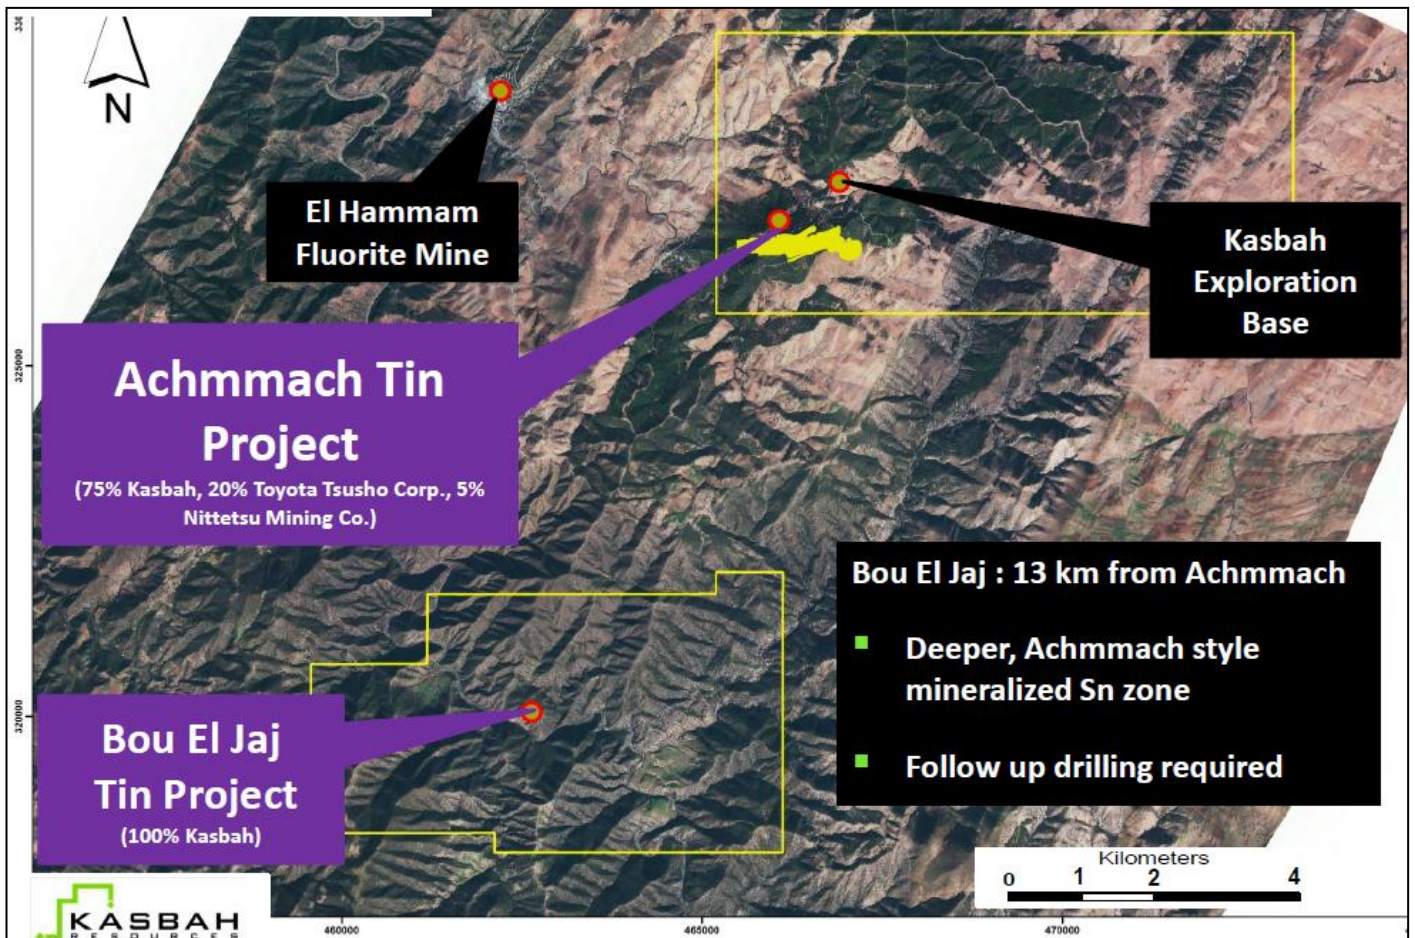 N
El Hammam
Fluorite Mine
Kasbah
Exploration
Base
Achmmach Tin
Project
(75% Kasbah, 20% Toyota Tsusho Corp., 5%
Nittetsu Mining Co.)
325000
Bou El Jaj : 13 km from Achmmach
Deeper, Achmmach style
mineralized Sn zone
Follow up drilling required
320000
Bou El Jaj
Tin Project
(100% Kasbah)
Kilometers
0 1 2 4
KASBAH
RESOURCES
460000 465000 470000